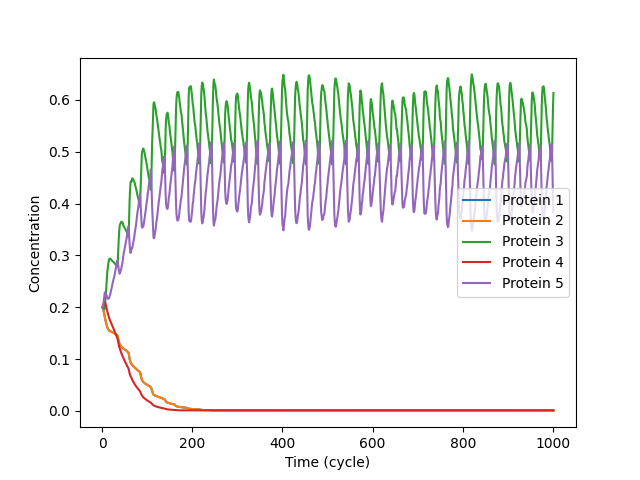 Concentration
0.6
0.5
0.4
0.3
0.2
0.1
0.0
Protein 1
Protein 2
Protein 3
Protein 4
Protein 5
0 200 400 600 800 1000
Time (cycle)